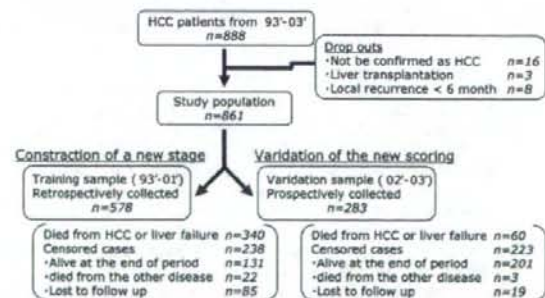 HCC patients from 93'-03'
n=888
Drop outs
・Not be confirmed as HCC n=16
・Liver transplantation n=3
・Local recurrence < 6 month n=8
Study population
n=861
Constraction of a new stage
Training sample ( 93'-01')
Retrospectively collected
n=578
Died from HCC or liver failure n=340
Censored cases n=238
・Alive at the end of period n=131
・died from the other disease n=22
・Lost to follow up n=85
Varidation of the new scoring
Varidation sample ( 02'-03')
Prospectively collected
n=283
Died from HCC or liver failure n=60
Censored cases n=223
・Alive at the end of period n=201
・died from the other disease n=3
・Lost to follow up n=19